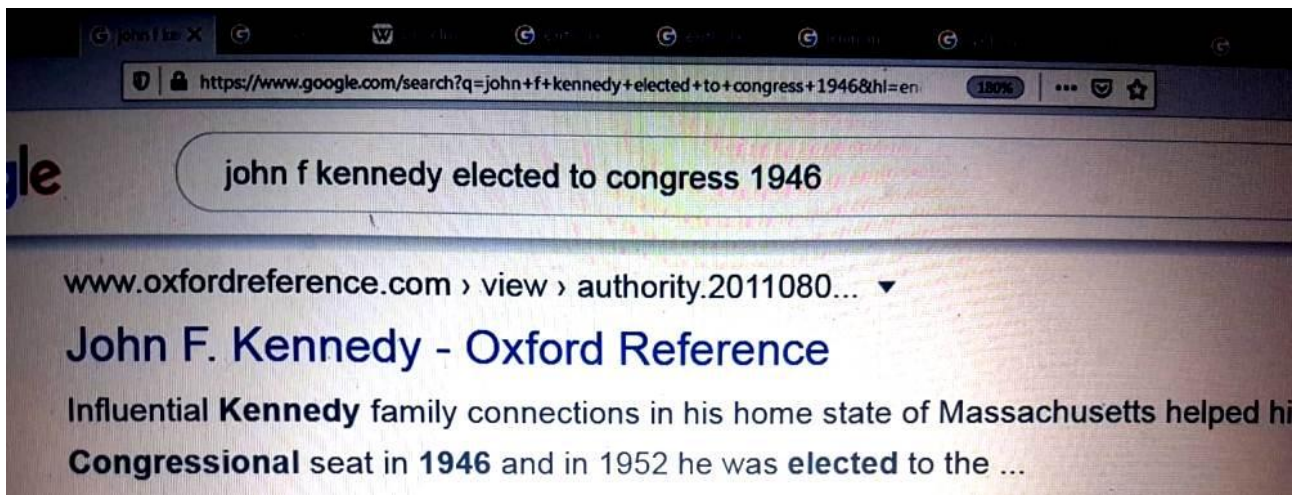 john f
https://www.google.com/search?q=john+f+kennedy+elected+to+congress+1946&hl=en 180%
le john f kennedy elected to congress 1946
www.oxfordreference.com › view › authority.2011080...
John F. Kennedy - Oxford Reference
Influential Kennedy family connections in his home state of Massachusetts helped hi
Congressional seat in 1946 and in 1952 he was elected to the ...